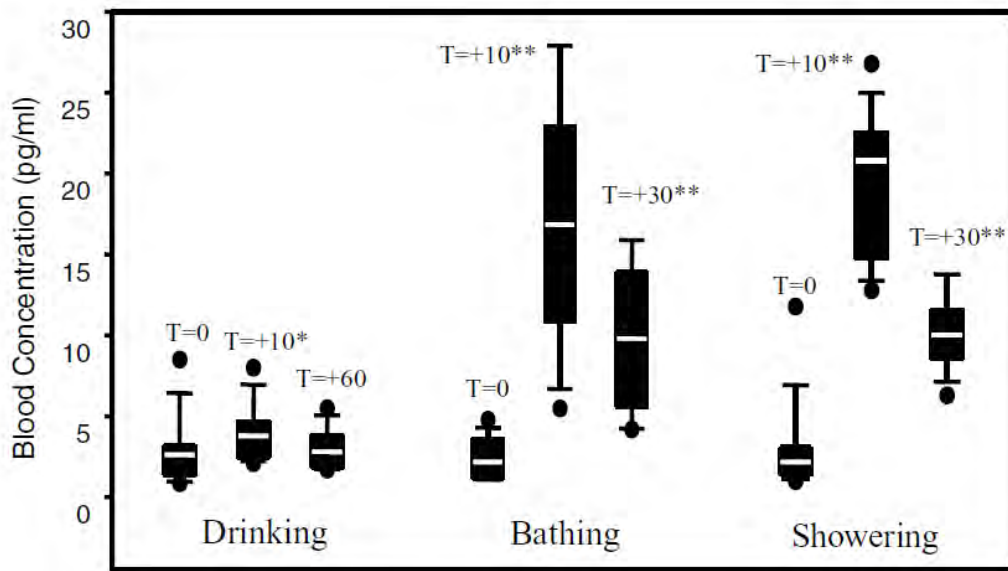 Blood Concentration (pg/ml)
30
25
20
15
10
5
0
T=0
T=+10*
T=+60
Drinking
T=0
T=+10**
T=+30**
Bathing
T=0
T=+10**
T=+30**
Showering